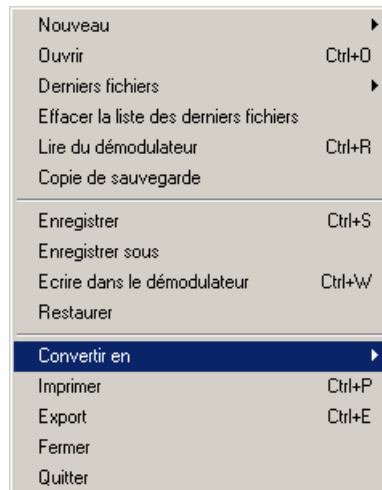 Nouveau
Ouvrir Ctrl+O
Derniers fichiers
Effacer la liste des derniers fichiers
Lire du démodulateur Ctrl+R
Copie de sauvegarde
Enregistrer Ctrl+S
Enregistrer sous
Ecrire dans le démodulateur Ctrl+W
Restaurer
Convertir en
Imprimer Ctrl+P
Export Ctrl+E
Fermer
Quitter